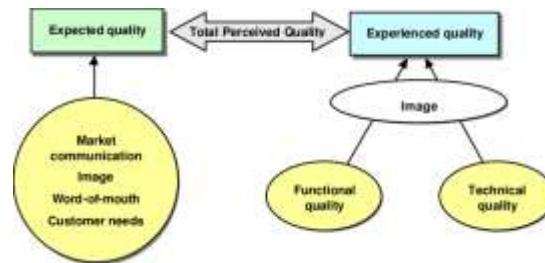 Expected quality
Total Perceived Quality
Experienced quality
Market
communication
Image
Word-of-mouth
Customer needs
Image
Functional
quality
Technical
quality